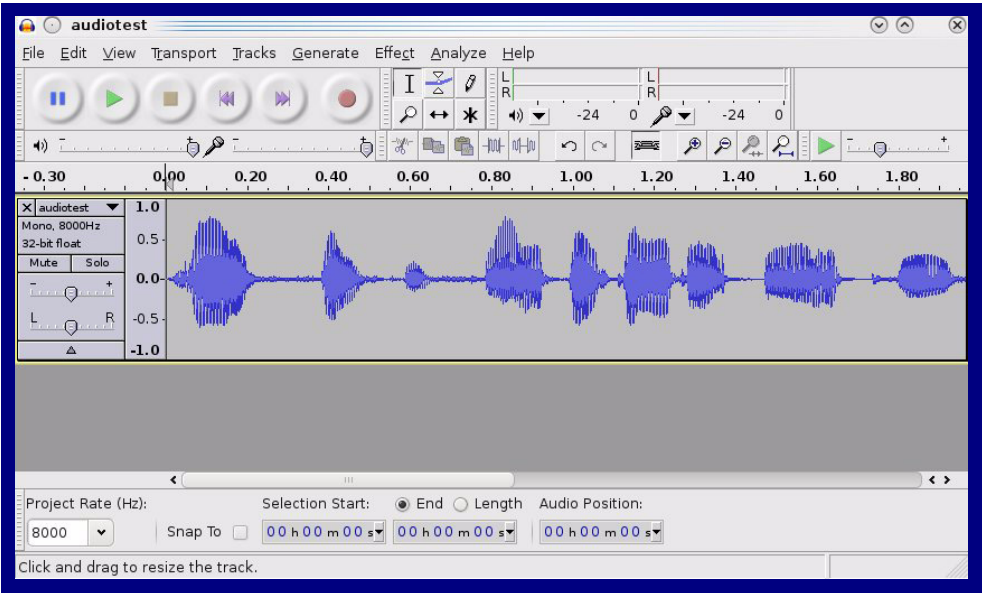 audiotest
File Edit View Transport Tracks Generate Effect Analyze Help
L L
R R
-24 0 -24 0
- +
- 0.30 0.00 0.20 0.40 0.60 0.80 1.00 1.20 1.40 1.60 1.80
X audiotest
Mono, 8000Hz
32-bit float
Mute Solo
- +
L R
1.0
0.5
0.0
-0.5
-1.0
Project Rate (Hz): Selection Start: End Length Audio Position:
8000 Snap To 00 h 00 m 00 s 00 h 00 m 00 s 00 h 00 m 00 s
Click and drag to resize the track.